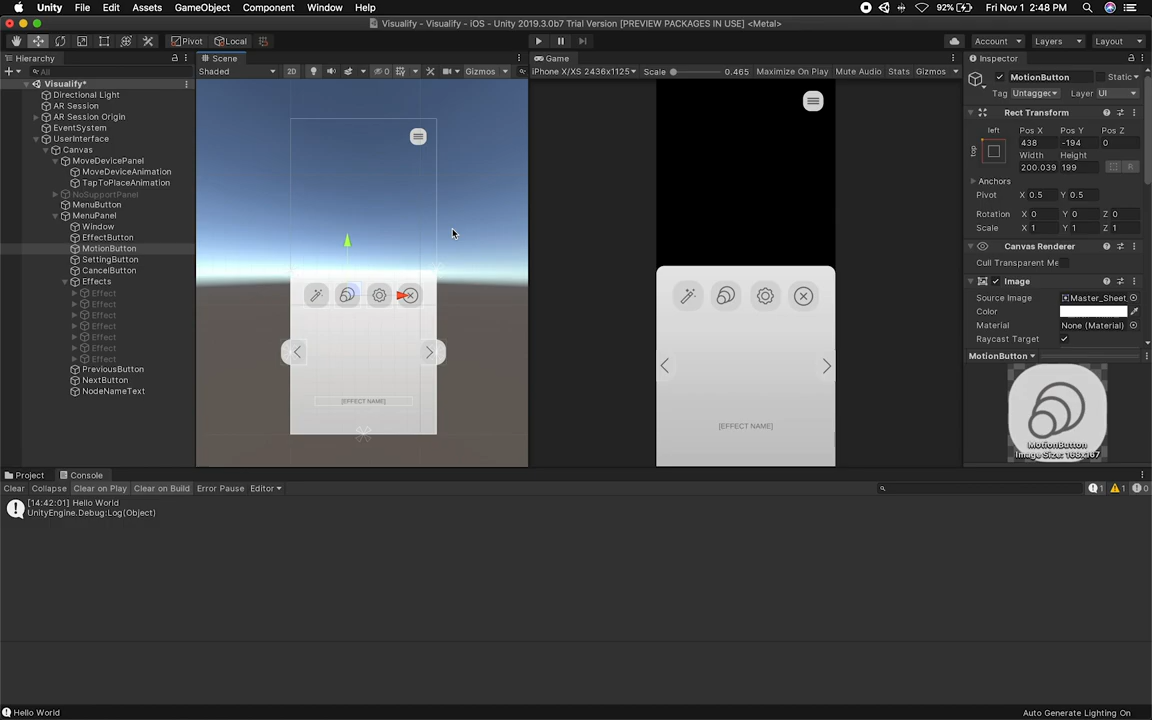 Unity File Edit Assets GameObject Component Window Help 92% Fri Nov 1 2:48 PM
Visualify - Visualify - iOS - Unity 2019.3.0b7 Trial Version [PREVIEW PACKAGES IN USE] <Metal>
Pivot Local Account Layers Layout
Hierarchy Scene Game Inspector
All Shaded 2D 0 Gizmos iPhone X/XS 2436x1125 Scale 0.465 Maximize On Play Mute Audio Stats Gizmos
MotionButton Static
Tag Untagged Layer UI
Visualify*
Directional Light
AR Session
AR Session Origin
EventSystem
UserInterface
Canvas
MoveDevicePanel
MoveDeviceAnimation
TapToPlaceAnimation
NoSupportPanel
MenuButton
MenuPanel
Window
EffectButton
MotionButton
SettingButton
CancelButton
Effects
Effect
Effect
Effect
Effect
Effect
Effect
Effect
PreviousButton
NextButton
NodeNameText
[EFFECT NAME]
[EFFECT NAME]
Rect Transform
left Pos X Pos Y Pos Z
top 438 -194 0
Width Height
200.039 199 R
Anchors
Pivot X 0.5 Y 0.5
Rotation X 0 Y 0 Z 0
Scale X 1 Y 1 Z 1
Canvas Renderer
Cull Transparent Me
Image
Source Image Master_Sheet
Color
Material None (Material)
Raycast Target
MotionButton
MotionButton
Project Console
Clear Collapse Clear on Play Clear on Build Error Pause Editor 1 1 0
[14:42:01] Hello World
UnityEngine.Debug:Log(Object)
Hello World Auto Generate Lighting On